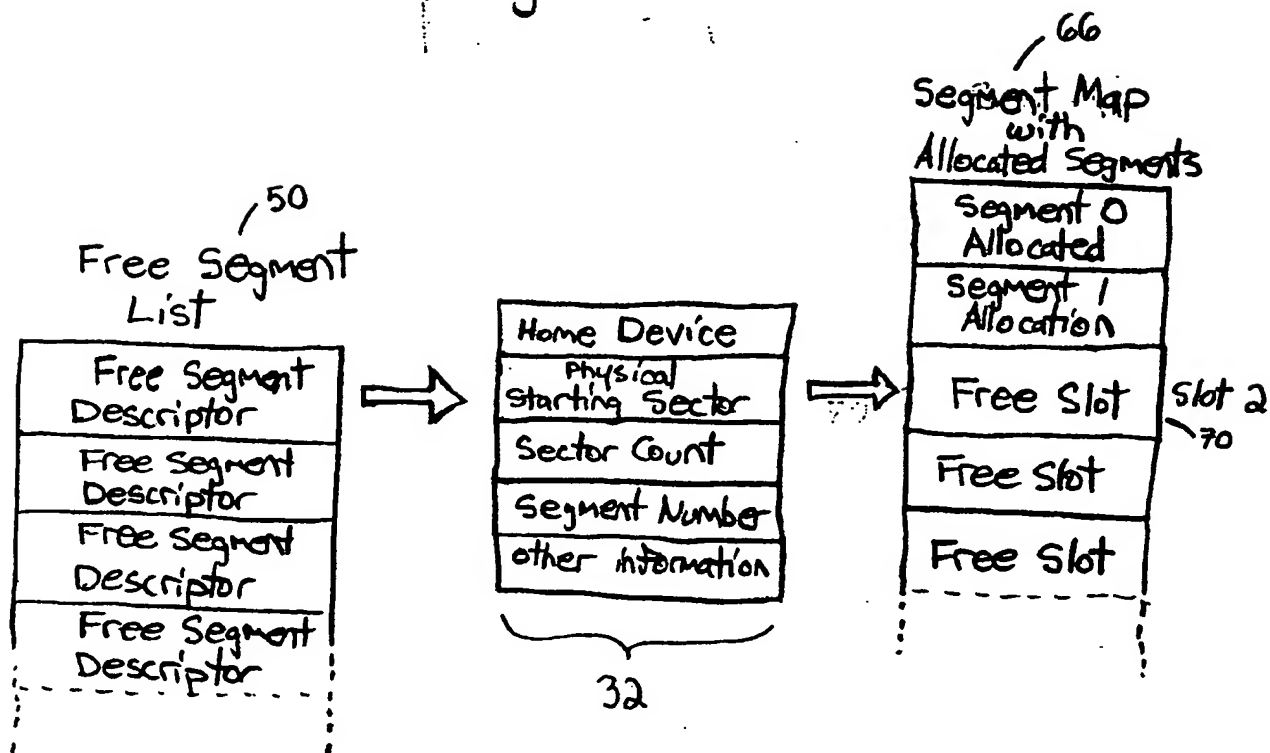 50
Free Segment
List
Free Segment
Descriptor
Free Segment
Descriptor
Free Segment
Descriptor
Free Segment
Descriptor
Home Device
Physical
Starting Sector
Sector Count
Segment Number
other information
32
66
Segment Map
with
Allocated Segments
Segment 0
Allocated
Segment 1
Allocation
Free Slot
Slot 2
70
Free Slot
Free Slot